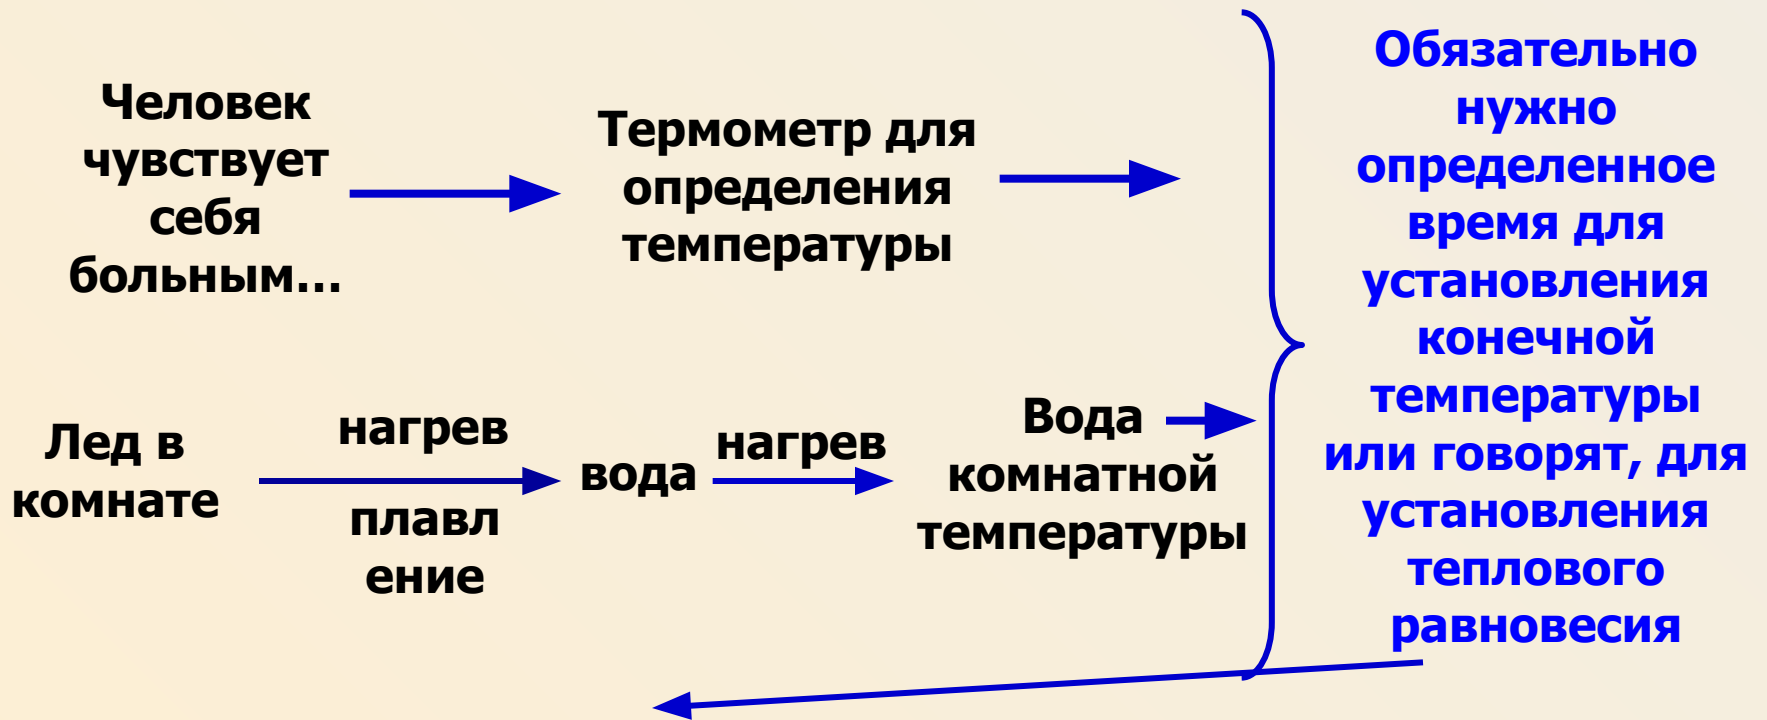 Человек
чувствует
себя
больным...
Термометр для
определения
температуры
Лед в
комнате
нагрев
плавл
ение
вода
нагрев
Вода
комнатной
температуры
Обязательно
нужно
определенное
время для
установления
конечной
температуры
или говорят, для
установления
теплового
равновесия